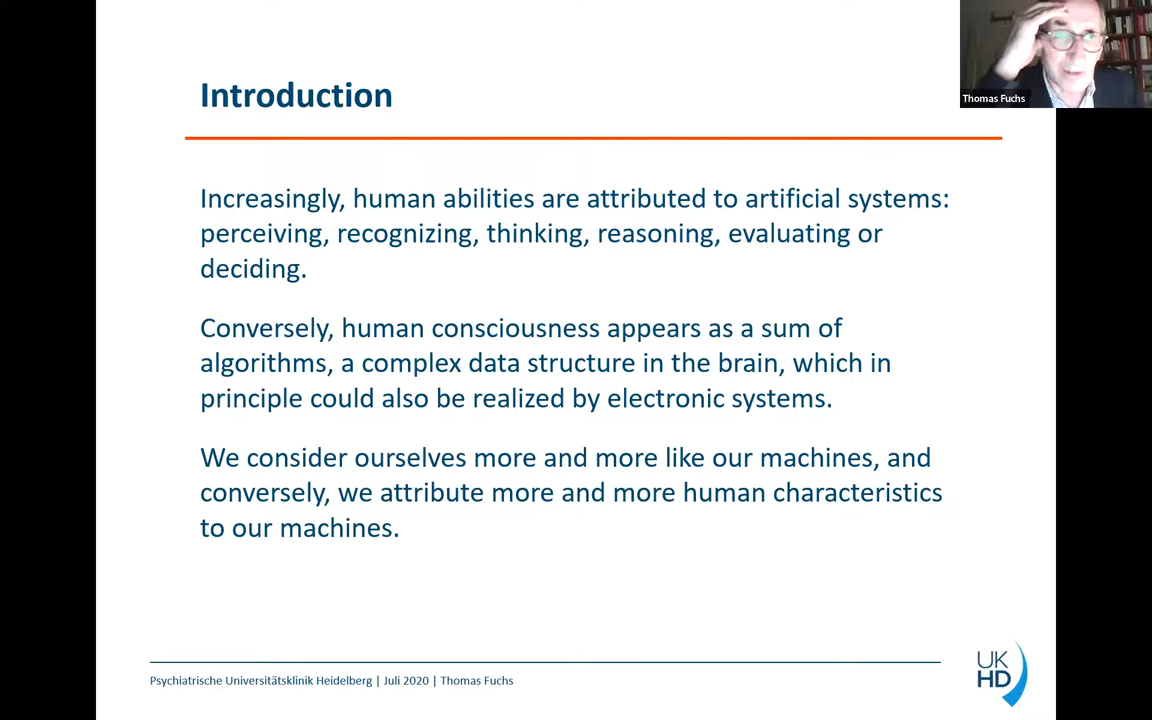 Thomas Fuchs
Introduction
Increasingly, human abilities are attributed to artificial systems:
perceiving, recognizing, thinking, reasoning, evaluating or
deciding.
Conversely, human consciousness appears as a sum of
algorithms, a complex data structure in the brain, which in
principle could also be realized by electronic systems.
We consider ourselves more and more like our machines, and
conversely, we attribute more and more human characteristics
to our machines.
Psychiatrische Universitätsklinik Heidelberg | Juli 2020 | Thomas Fuchs
UK
HD